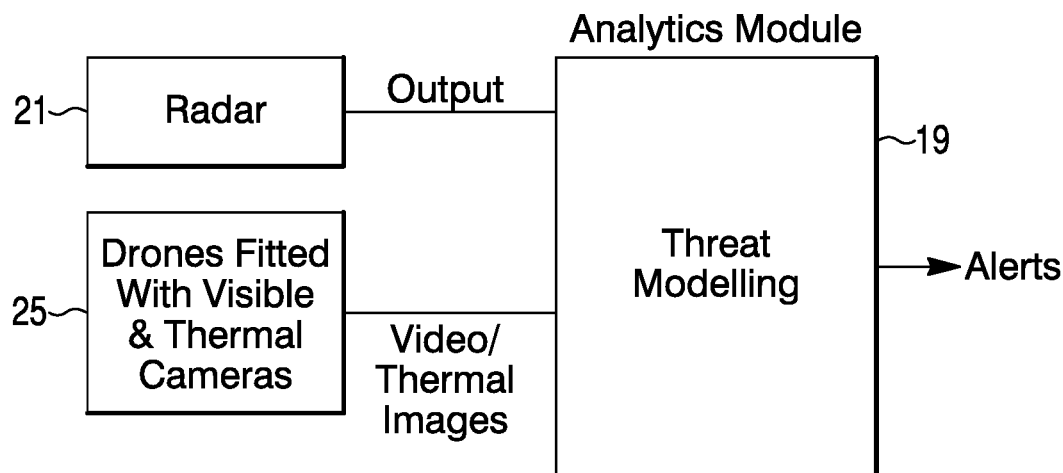 Analytics Module
21
Radar
Output
19
Drones Fitted
With Visible
& Thermal
Cameras
25
Video/
Thermal
Images
Threat
Modelling
Alerts